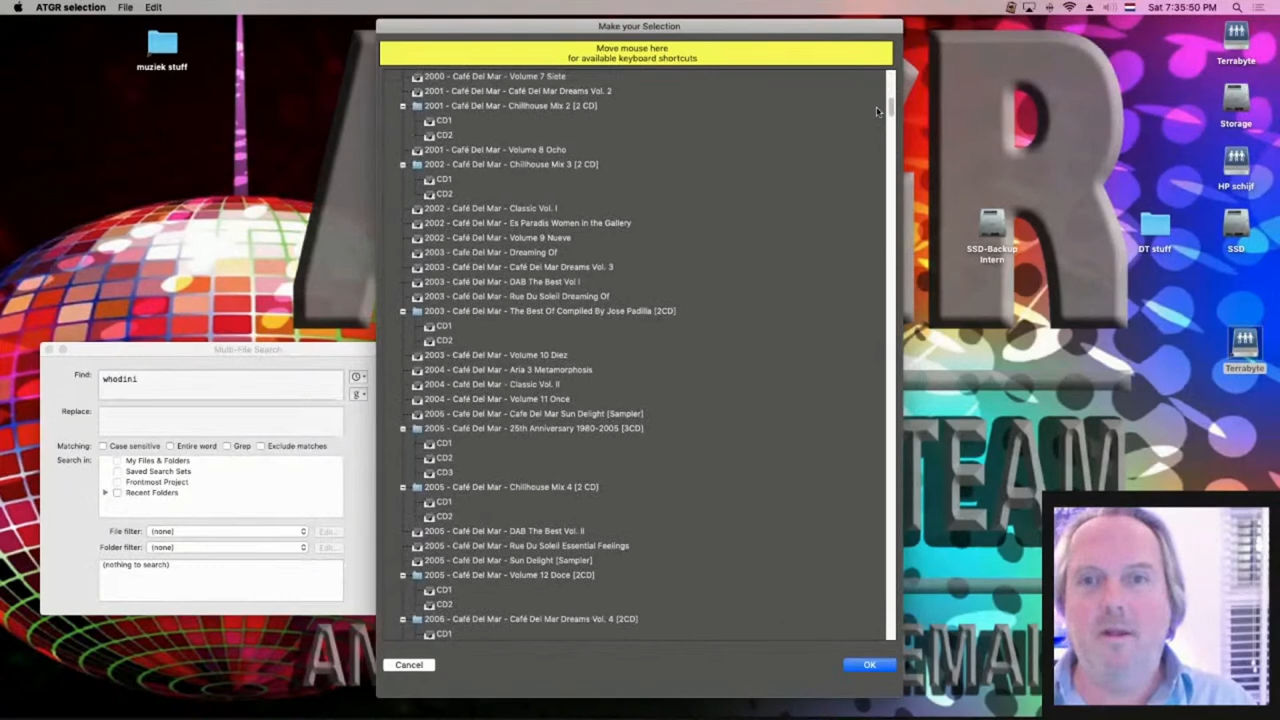 ATGR selection File Edit
Sat 7:35:50 PM
muziek stuff
Terrabyte
Storage
HP schijf
SSD-Backup
Intern
DT stuff
SSD
Terrabyte
Make your Selection
Move mouse here
for available keyboard shortcuts
2000 - Café Del Mar - Volume 7 Siete
2001 - Café Del Mar - Café Del Mar Dreams Vol. 2
2001 - Café Del Mar - Chillhouse Mix 2 [2 CD]
CD1
CD2
2001 - Café Del Mar - Volume 8 Ocho
2002 - Café Del Mar - Chillhouse Mix 3 [2 CD]
CD1
CD2
2002 - Café Del Mar - Classic Vol. I
2002 - Café Del Mar - Es Paradis Women in the Gallery
2002 - Café Del Mar - Volume 9 Nueve
2003 - Café Del Mar - Dreaming Of
2003 - Café Del Mar - Café Del Mar Dreams Vol. 3
2003 - Café Del Mar - DAB The Best Vol I
2003 - Café Del Mar - Rue Du Soleil Dreaming Of
2003 - Café Del Mar - The Best Of Compiled By Jose Padilla [2CD]
CD1
CD2
2003 - Café Del Mar - Volume 10 Diez
2004 - Café Del Mar - Aria 3 Metamorphosis
2004 - Café Del Mar - Classic Vol. II
2004 - Café Del Mar - Volume 11 Once
2005 - Café Del Mar - Cafe Del Mar Sun Delight [Sampler]
2005 - Café Del Mar - 25th Anniversary 1980-2005 [3CD]
CD1
CD2
CD3
2005 - Café Del Mar - Chillhouse Mix 4 [2 CD]
CD1
CD2
2005 - Café Del Mar - DAB The Best Vol. II
2005 - Café Del Mar - Rue Du Soleil Essential Feelings
2005 - Café Del Mar - Sun Delight [Sampler]
2005 - Café Del Mar - Volume 12 Doce [2CD]
CD1
CD2
2006 - Café Del Mar - Café Del Mar Dreams Vol. 4 [2CD]
CD1
Cancel
OK
Multi-File Search
Find:
whodini
g
Replace:
Matching: Case sensitive Entire word Grep Exclude matches
Search in:
My Files & Folders
Saved Search Sets
Frontmost Project
Recent Folders
File filter: (none) Edit...
Folder filter: (none) Edit...
(nothing to search)
R
TEAM